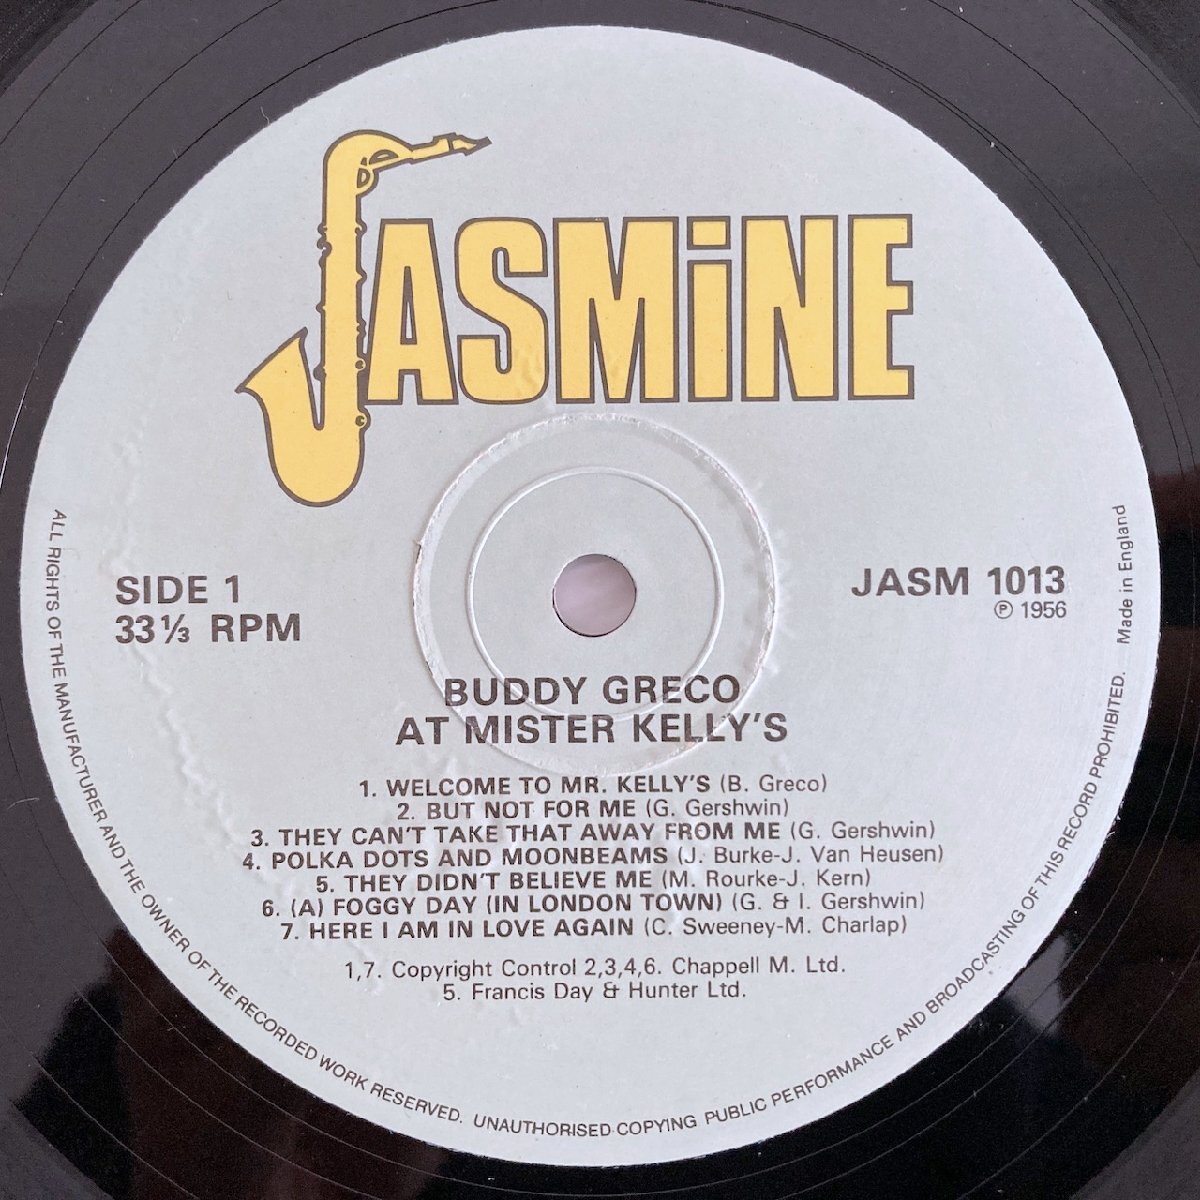 JASMiNE
SIDE 1
33 1/3 RPM
JASM 1013
Ⓟ 1956
BUDDY GRECO
AT MISTER KELLY'S
1. WELCOME TO MR. KELLY'S (B. Greco)
2. BUT NOT FOR ME (G. Gershwin)
3. THEY CAN'T TAKE THAT AWAY FROM ME (G. Gershwin)
4. POLKA DOTS AND MOONBEAMS (J. Burke-J. Van Heusen)
5. THEY DIDN'T BELIEVE ME (M. Rourke-J. Kern)
6. (A) FOGGY DAY (IN LONDON TOWN) (G. & I. Gershwin)
7. HERE I AM IN LOVE AGAIN (C. Sweeney-M. Charlap)
1,7. Copyright Control 2,3,4,6. Chappell M. Ltd.
5. Francis Day & Hunter Ltd.
ALL RIGHTS OF THE MANUFACTURER AND THE OWNER OF THE RECORDED WORK RESERVED. UNAUTHORISED COPYING PUBLIC PERFORMANCE AND BROADCASTING OF THIS RECORD PROHIBITED. Made in England